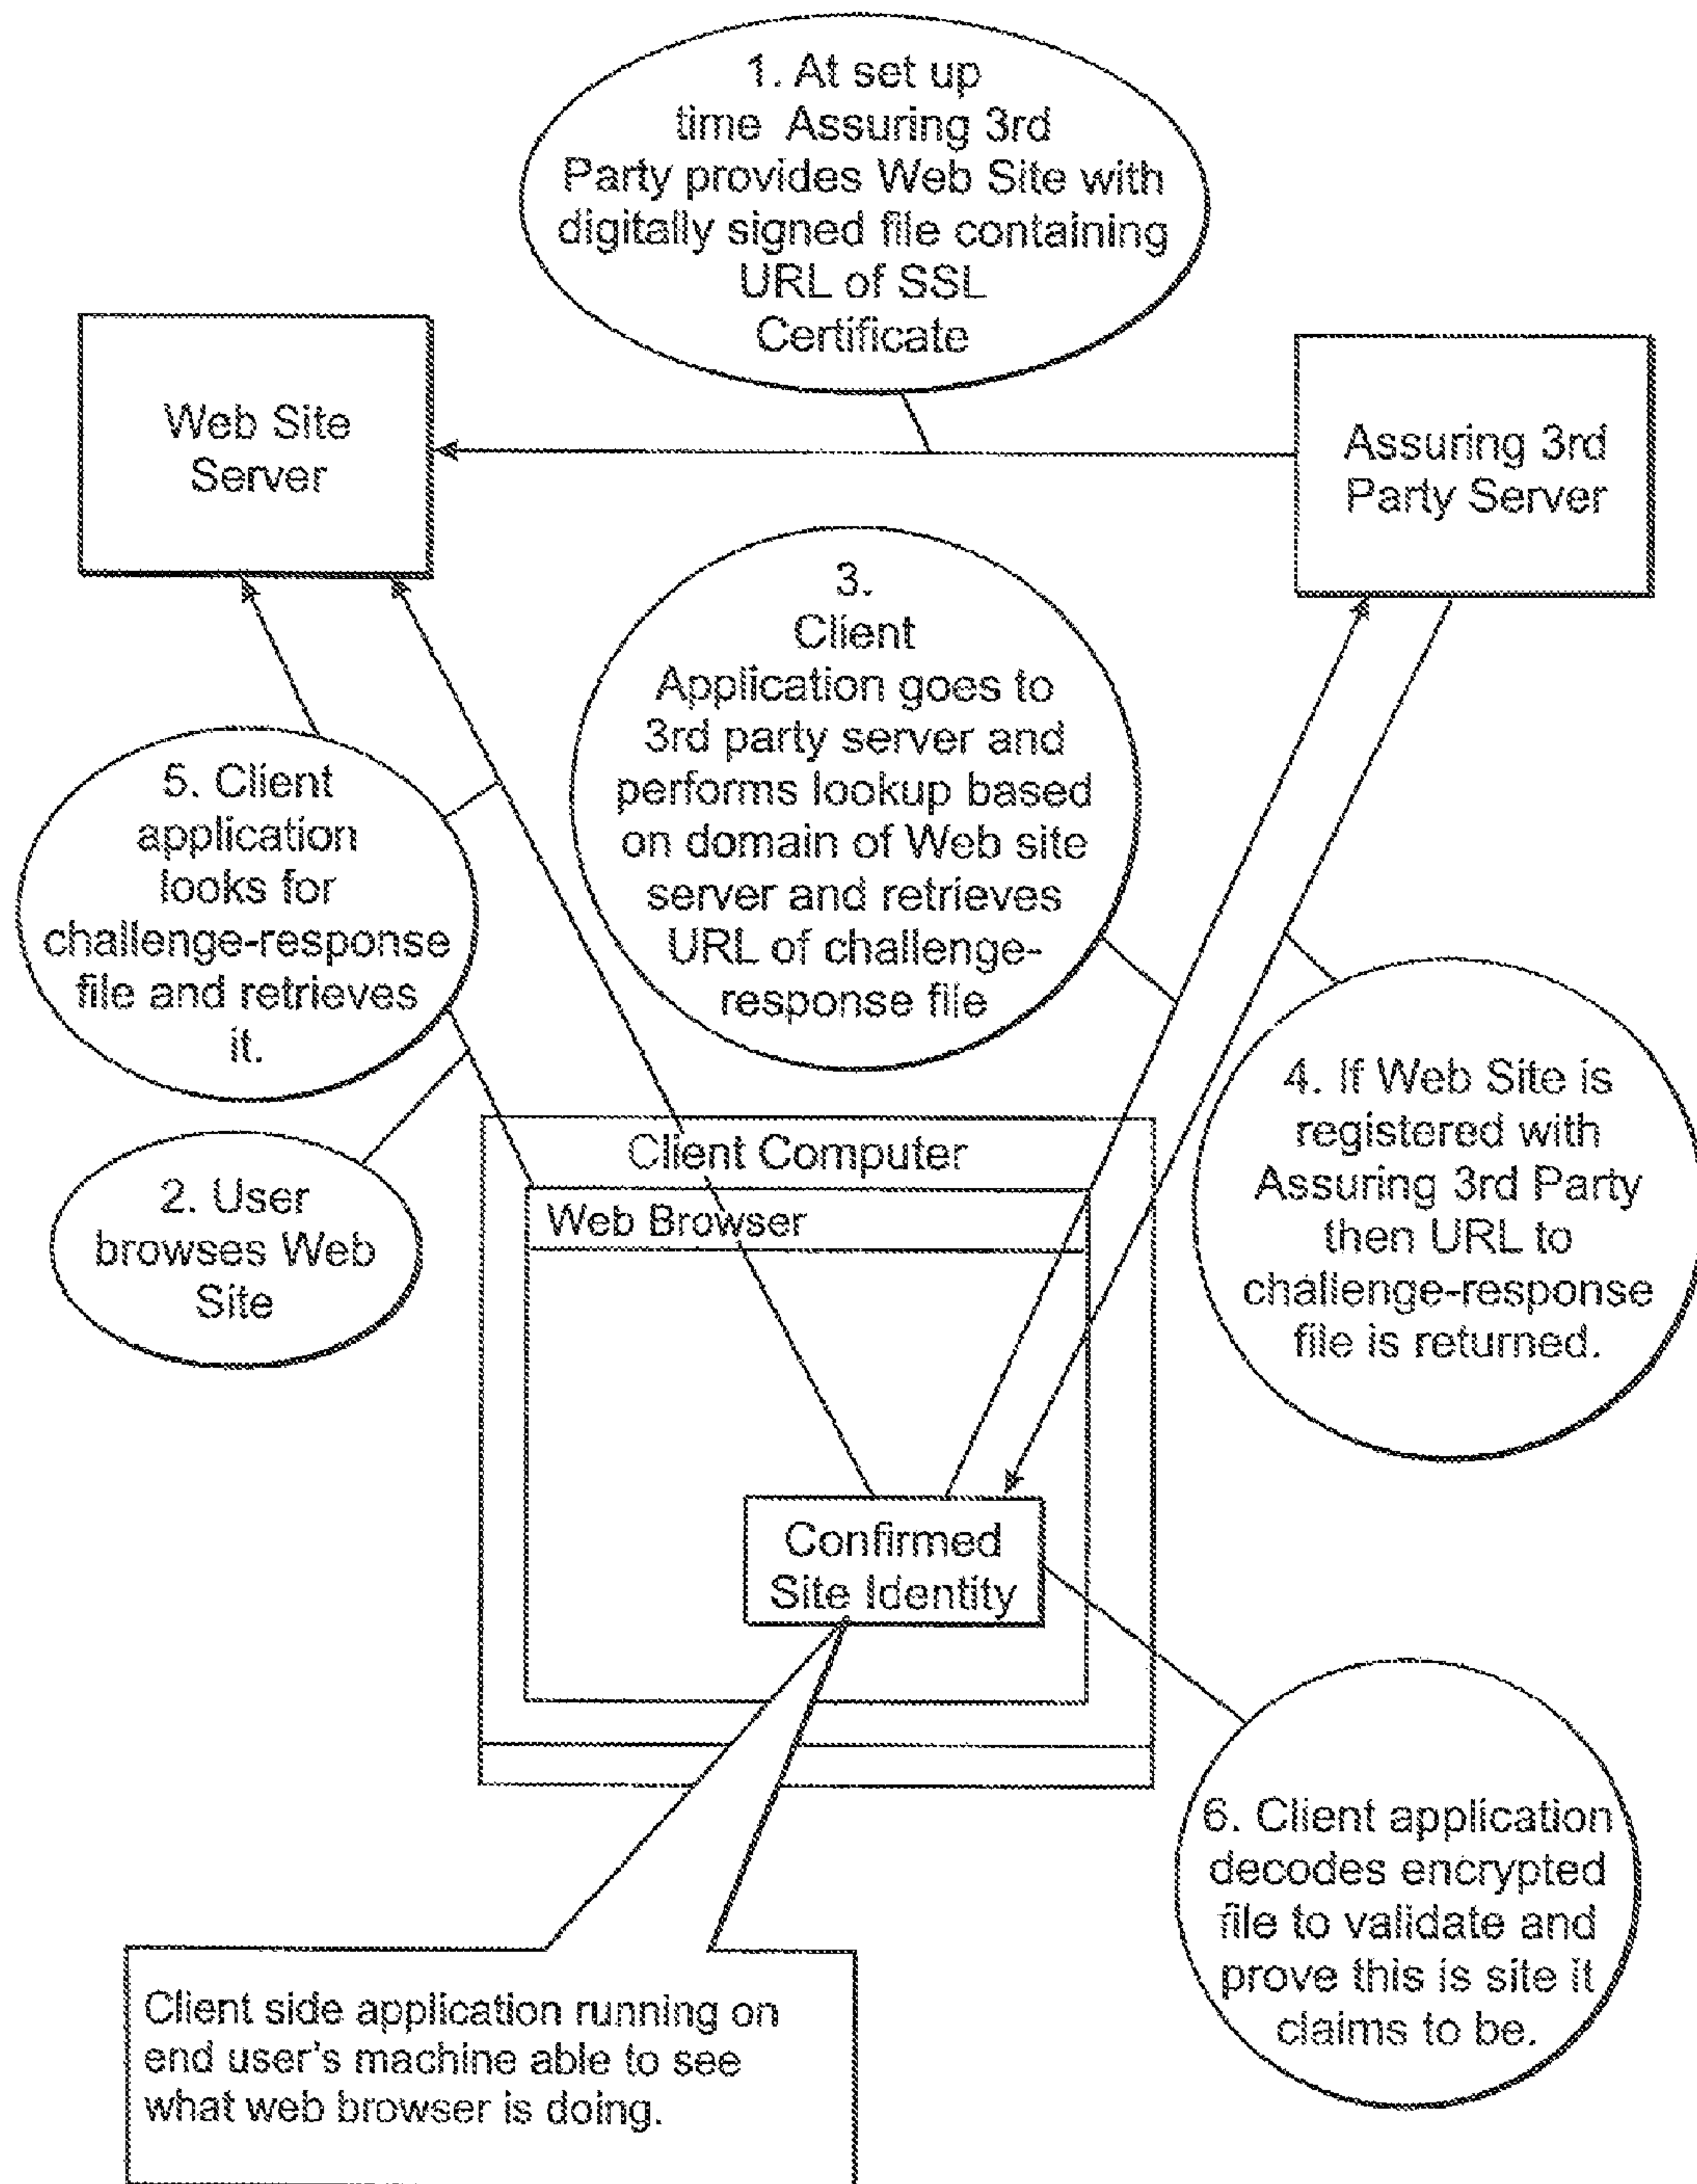 1. At set up
time Assuring 3rd
Party provides Web Site with
digitally signed file containing
URL of SSL
Certificate
Web Site
Server
Assuring 3rd
Party Server
3.
Client
Application goes to
3rd party server and
performs lookup based
on domain of Web site
server and retrieves
URL of challenge-
response file
5. Client
application
looks for
challenge-response
file and retrieves
it.
4. If Web Site is
registered with
Assuring 3rd Party
then URL to
challenge-response
file is returned.
2. User
browses Web
Site
Client Computer
Web Browser
Confirmed
Site Identity
6. Client application
decodes encrypted
file to validate and
prove this is site it
claims to be.
Client side application running on
end user's machine able to see
what web browser is doing.